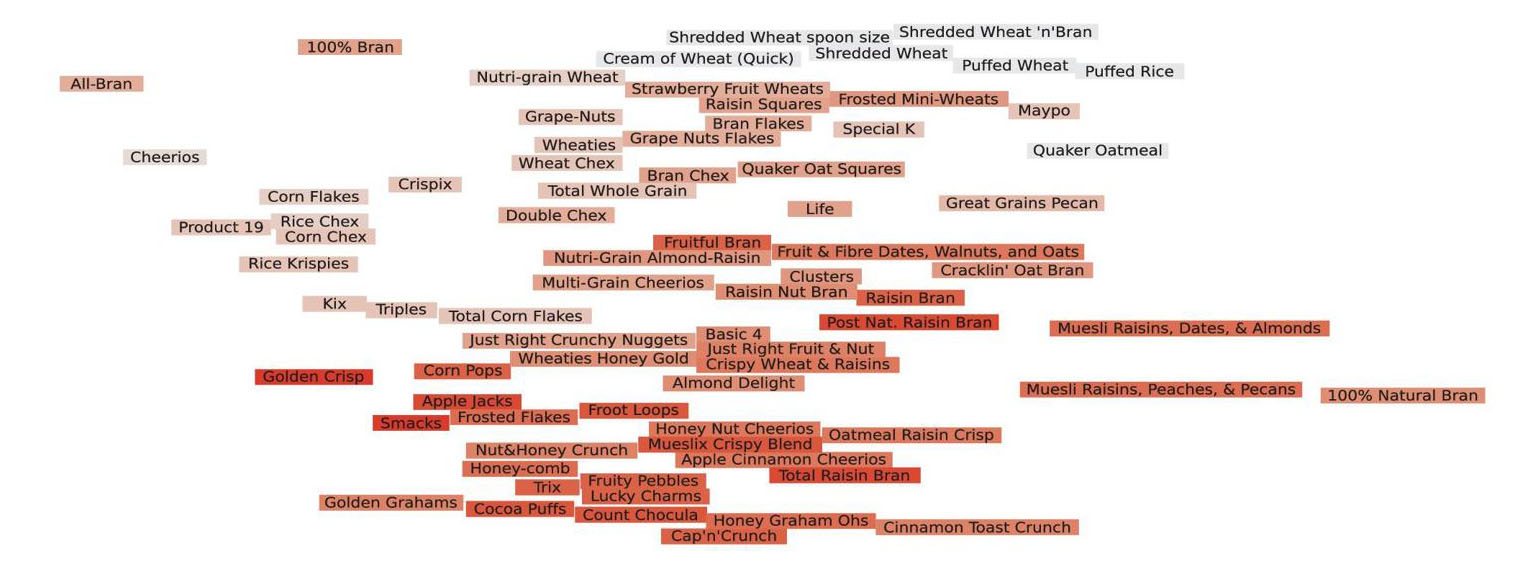 Shredded Wheat 'n'Bran
Shredded Wheat spoon size
100% Bran
Shredded Wheat
Cream of Wheat (Quick)
Puffed Wheat
Puffed Rice
Nutri-grain Wheat
All-Bran
Strawberry Fruit Wheats
Frosted Mini-Wheats
Raisin Squares
Maypo
Grape-Nuts
Bran Flakes
Special K
Grape Nuts Flakes
Wheaties
Quaker Oatmeal
Cheerios
Wheat Chex
Quaker Oat Squares
Bran Chex
Crispix
Total Whole Grain
Corn Flakes
Great Grains Pecan
Life
Double Chex
Rice Chex
Product 19
Corn Chex
Fruitful Bran
Fruit & Fibre Dates, Walnuts, and Oats
Nutri-Grain Almond-Raisin
Rice Krispies
Cracklin' Oat Bran
Clusters
Multi-Grain Cheerios
Raisin Nut Bran
Raisin Bran
Kix
Triples
Total Corn Flakes
Post Nat. Raisin Bran
Muesli Raisins, Dates, & Almonds
Basic 4
Just Right Crunchy Nuggets
Just Right Fruit & Nut
Wheaties Honey Gold
Crispy Wheat & Raisins
Corn Pops
Golden Crisp
Almond Delight
Muesli Raisins, Peaches, & Pecans
100% Natural Bran
Apple Jacks
Froot Loops
Frosted Flakes
Smacks
Honey Nut Cheerios
Oatmeal Raisin Crisp
Mueslix Crispy Blend
Nut&Honey Crunch
Apple Cinnamon Cheerios
Honey-comb
Total Raisin Bran
Fruity Pebbles
Trix
Lucky Charms
Golden Grahams
Cocoa Puffs
Count Chocula
Honey Graham Ohs
Cinnamon Toast Crunch
Cap'n'Crunch